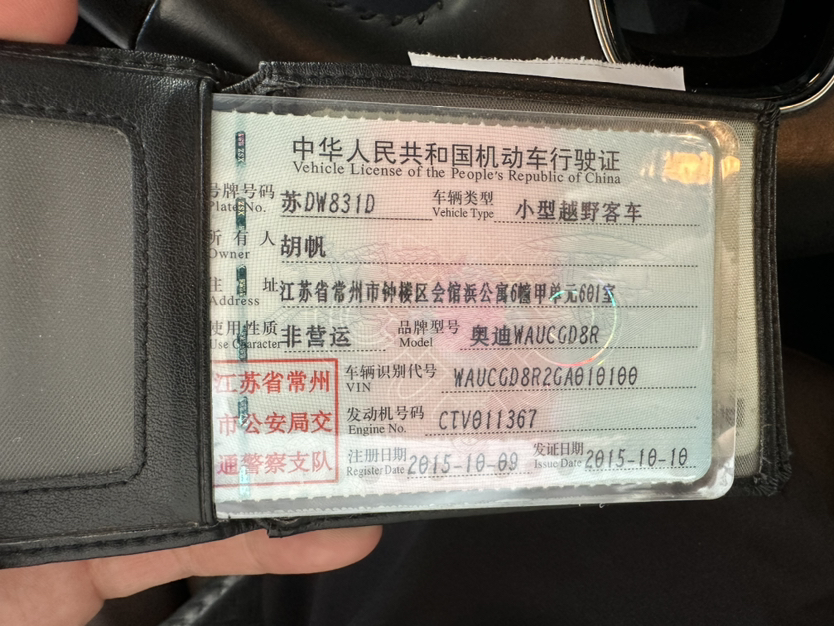 中华人民共和国机动车行驶证
Vehicle License of the People's Republic of China
号牌号码 苏DW831D 车辆类型 小型越野客车
Plate No. Vehicle Type
所有人 胡帆
Owner
住址 江苏省常州市钟楼区会馆浜公寓6幢甲单元601室
Address
使用性质 非营运 品牌型号 奥迪WAUCGD8R
Use Character Model
车辆识别代号 WAUCGD8R2GA010100
VIN
发动机号码 CTV011367
Engine No.
注册日期 2015-10-09 发证日期 2015-10-10
Register Date Issue Date
江苏省常州
市公安局交
通警察支队